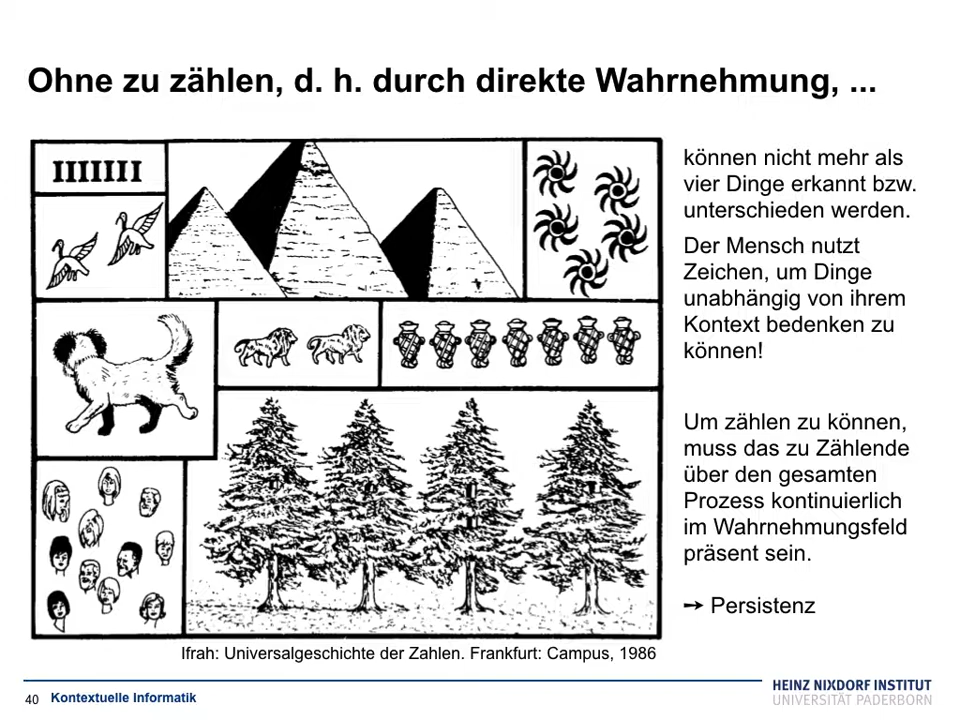 Ohne zu zählen, d. h. durch direkte Wahrnehmung, ...
IIIIIII
können nicht mehr als
vier Dinge erkannt bzw.
unterschieden werden.
Der Mensch nutzt
Zeichen, um Dinge
unabhängig von ihrem
Kontext bedenken zu
können!
Um zählen zu können,
muss das zu Zählende
über den gesamten
Prozess kontinuierlich
im Wahrnehmungsfeld
präsent sein.
➙ Persistenz
Ifrah: Universalgeschichte der Zahlen. Frankfurt: Campus, 1986
40 Kontextuelle Informatik
HEINZ NIXDORF INSTITUT
UNIVERSITÄT PADERBORN